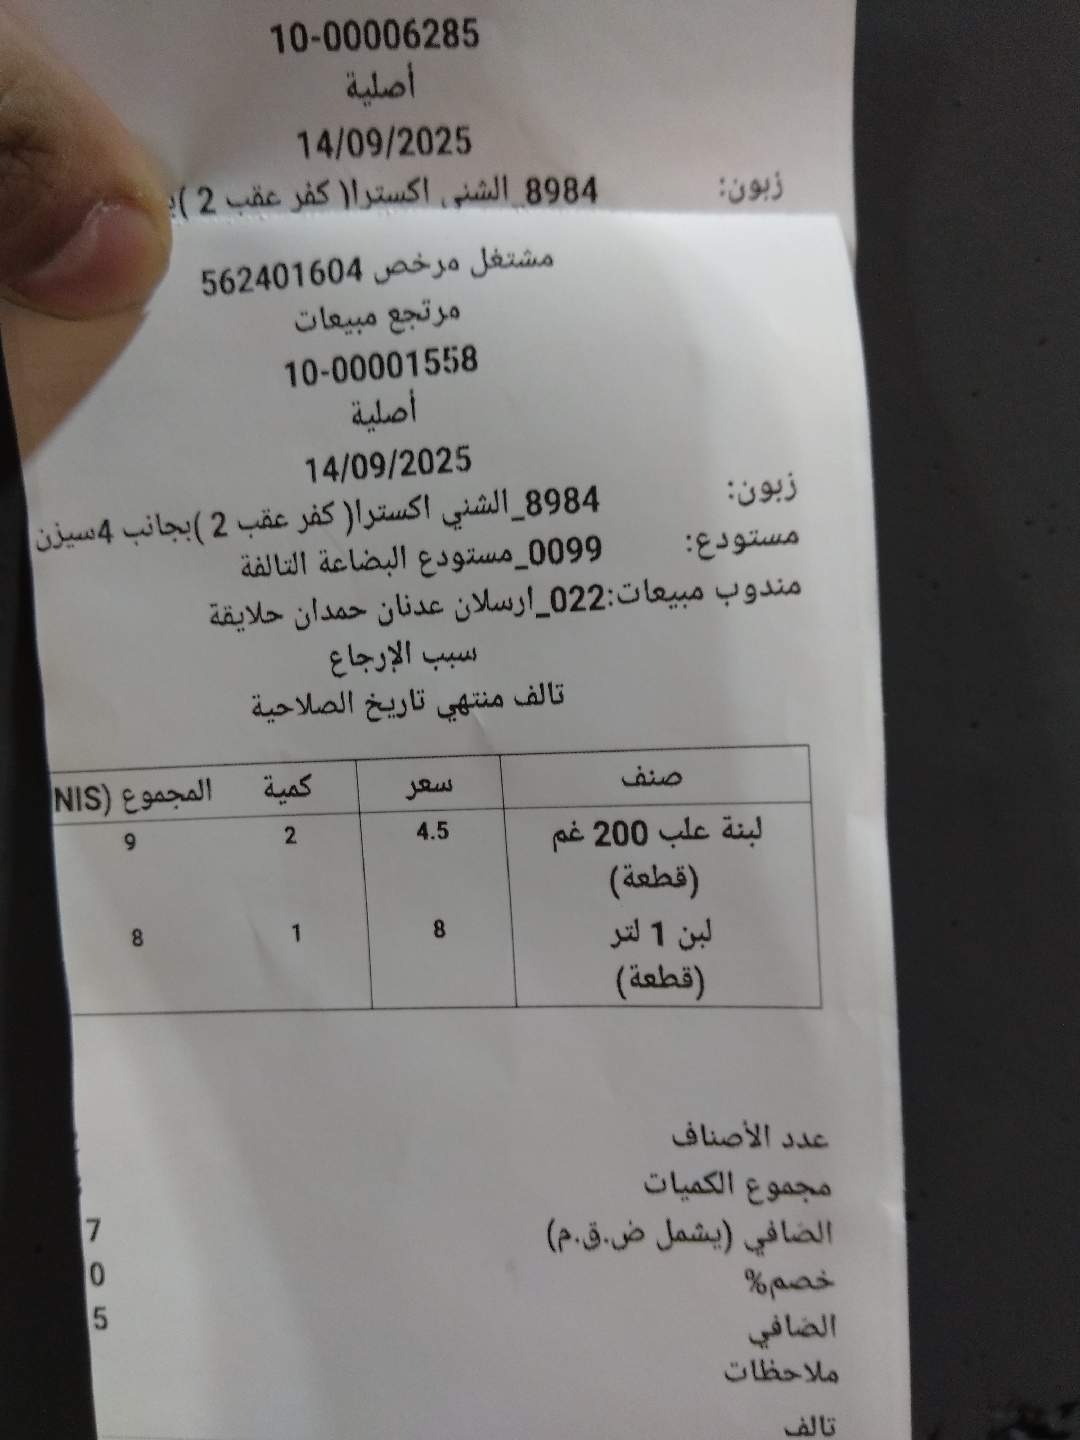 10-00006285
أصلية
14/09/2025
زبون: 8984_الشني اكسترا( كفر عقب 2 )
مشتغل مرخص 562401604
مرتجع مبيعات
10-00001558
أصلية
14/09/2025
زبون: 8984_الشني اكسترا( كفر عقب 2 )بجانب 4سيزن
مستودع: 0099_مستودع البضاعة التالفة
مندوب مبيعات:022_ارسلان عدنان حمدان حلايقة
سبب الإرجاع
تالف منتهي تاريخ الصلاحية
صنف سعر كمية المجموع (NIS
لبنة علب 200 غم 4.5 2 9
(قطعة)
لبن 1 لتر 8 1 8
(قطعة)
عدد الأصناف
مجموع الكميات
الصافي (يشمل ض.ق.م) 7
خصم% 0
الصافي 5
ملاحظات
تالف